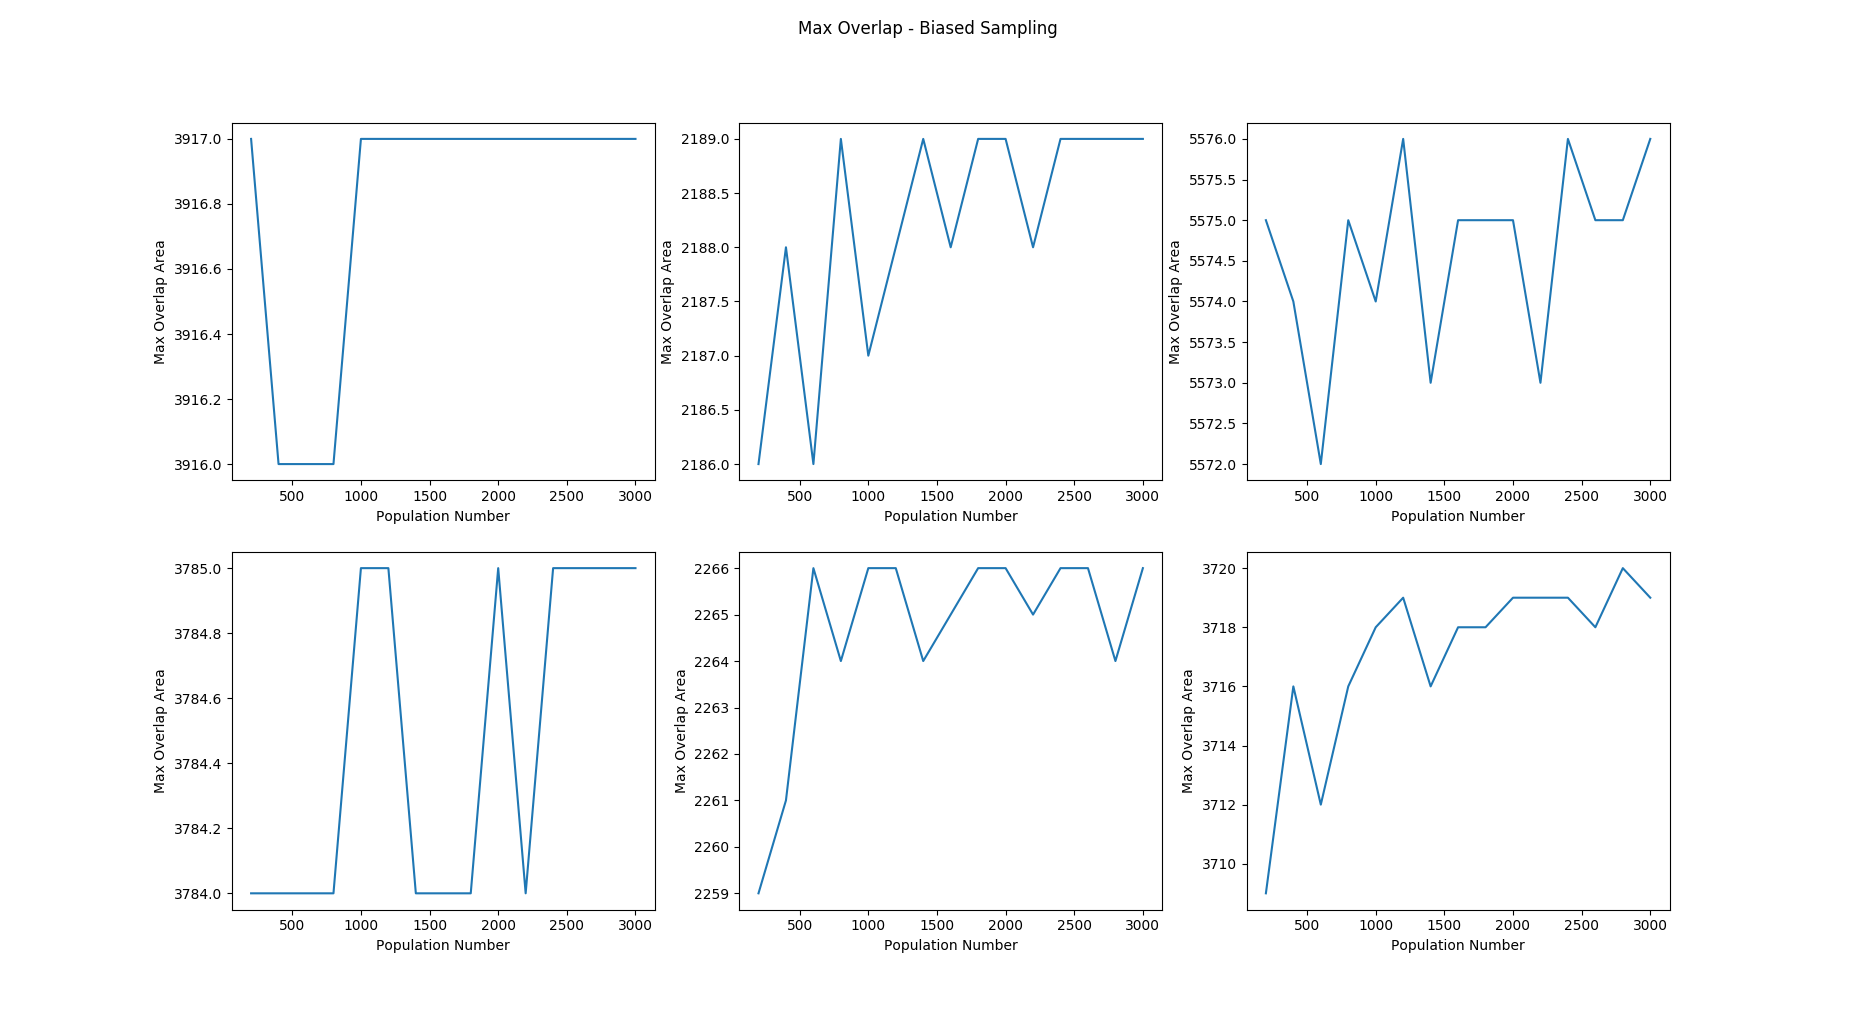 Max Overlap - Biased Sampling
3917.0
3916.8
3916.6
3916.4
3916.2
3916.0
Max Overlap Area
500 1000 1500 2000 2500 3000
Population Number
2189.0
2188.5
2188.0
2187.5
2187.0
2186.5
2186.0
Max Overlap Area
500 1000 1500 2000 2500 3000
Population Number
5576.0
5575.5
5575.0
5574.5
5574.0
5573.5
5573.0
5572.5
5572.0
Max Overlap Area
500 1000 1500 2000 2500 3000
Population Number
3785.0
3784.8
3784.6
3784.4
3784.2
3784.0
Max Overlap Area
500 1000 1500 2000 2500 3000
Population Number
2266
2265
2264
2263
2262
2261
2260
2259
Max Overlap Area
500 1000 1500 2000 2500 3000
Population Number
3720
3718
3716
3714
3712
3710
Max Overlap Area
500 1000 1500 2000 2500 3000
Population Number